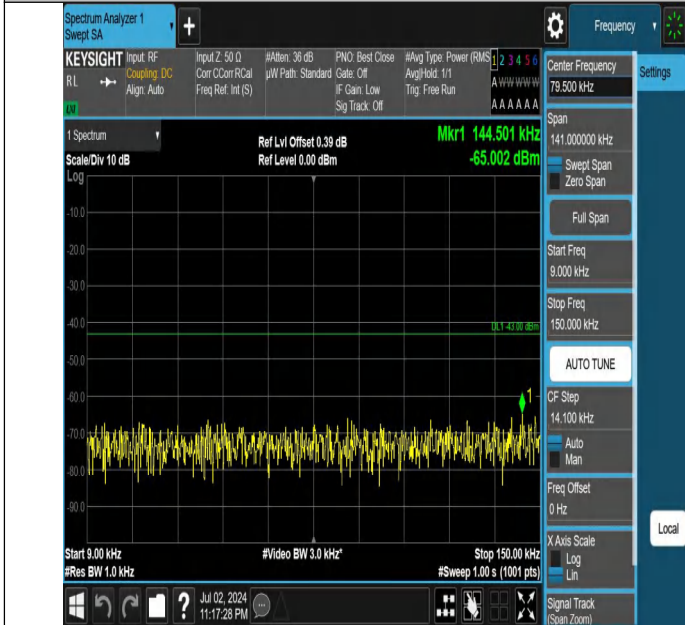 Spectrum Analyzer 1
Swept SA
+
Frequency
KEYSIGHT
RL
Input: RF
Coupling: DC
Align: Auto
Input Z: 50 Ω
Corr CCorr RCal
Freq Ref: Int (S)
#Atten: 36 dB
µW Path: Standard
PNO: Best Close
Gate: Off
IF Gain: Low
Sig Track: Off
#Avg Type: Power (RMS
Avg|Hold: 1/1
Trig: Free Run
1 2 3 4 5 6
A W W W W W
A A A A A A
1 Spectrum
Scale/Div 10 dB
Log
Ref Lvl Offset 0.39 dB
Ref Level 0.00 dBm
Mkr1 144.501 kHz
-65.002 dBm
-10.0
-20.0
-30.0
-40.0
DL1 -43.00 dBm
-50.0
-60.0
1
-70.0
-80.0
-90.0
Start 9.00 kHz
#Res BW 1.0 kHz
#Video BW 3.0 kHz*
Stop 150.00 kHz
#Sweep 1.00 s (1001 pts)
?
Jul 02, 2024
11:17:28 PM
Center Frequency
79.500 kHz
Span
141.000000 kHz
Swept Span
Zero Span
Full Span
Start Freq
9.000 kHz
Stop Freq
150.000 kHz
AUTO TUNE
CF Step
14.100 kHz
Auto
Man
Freq Offset
0 Hz
X Axis Scale
Log
Lin
Signal Track
(Span Zoom)
Settings
Local